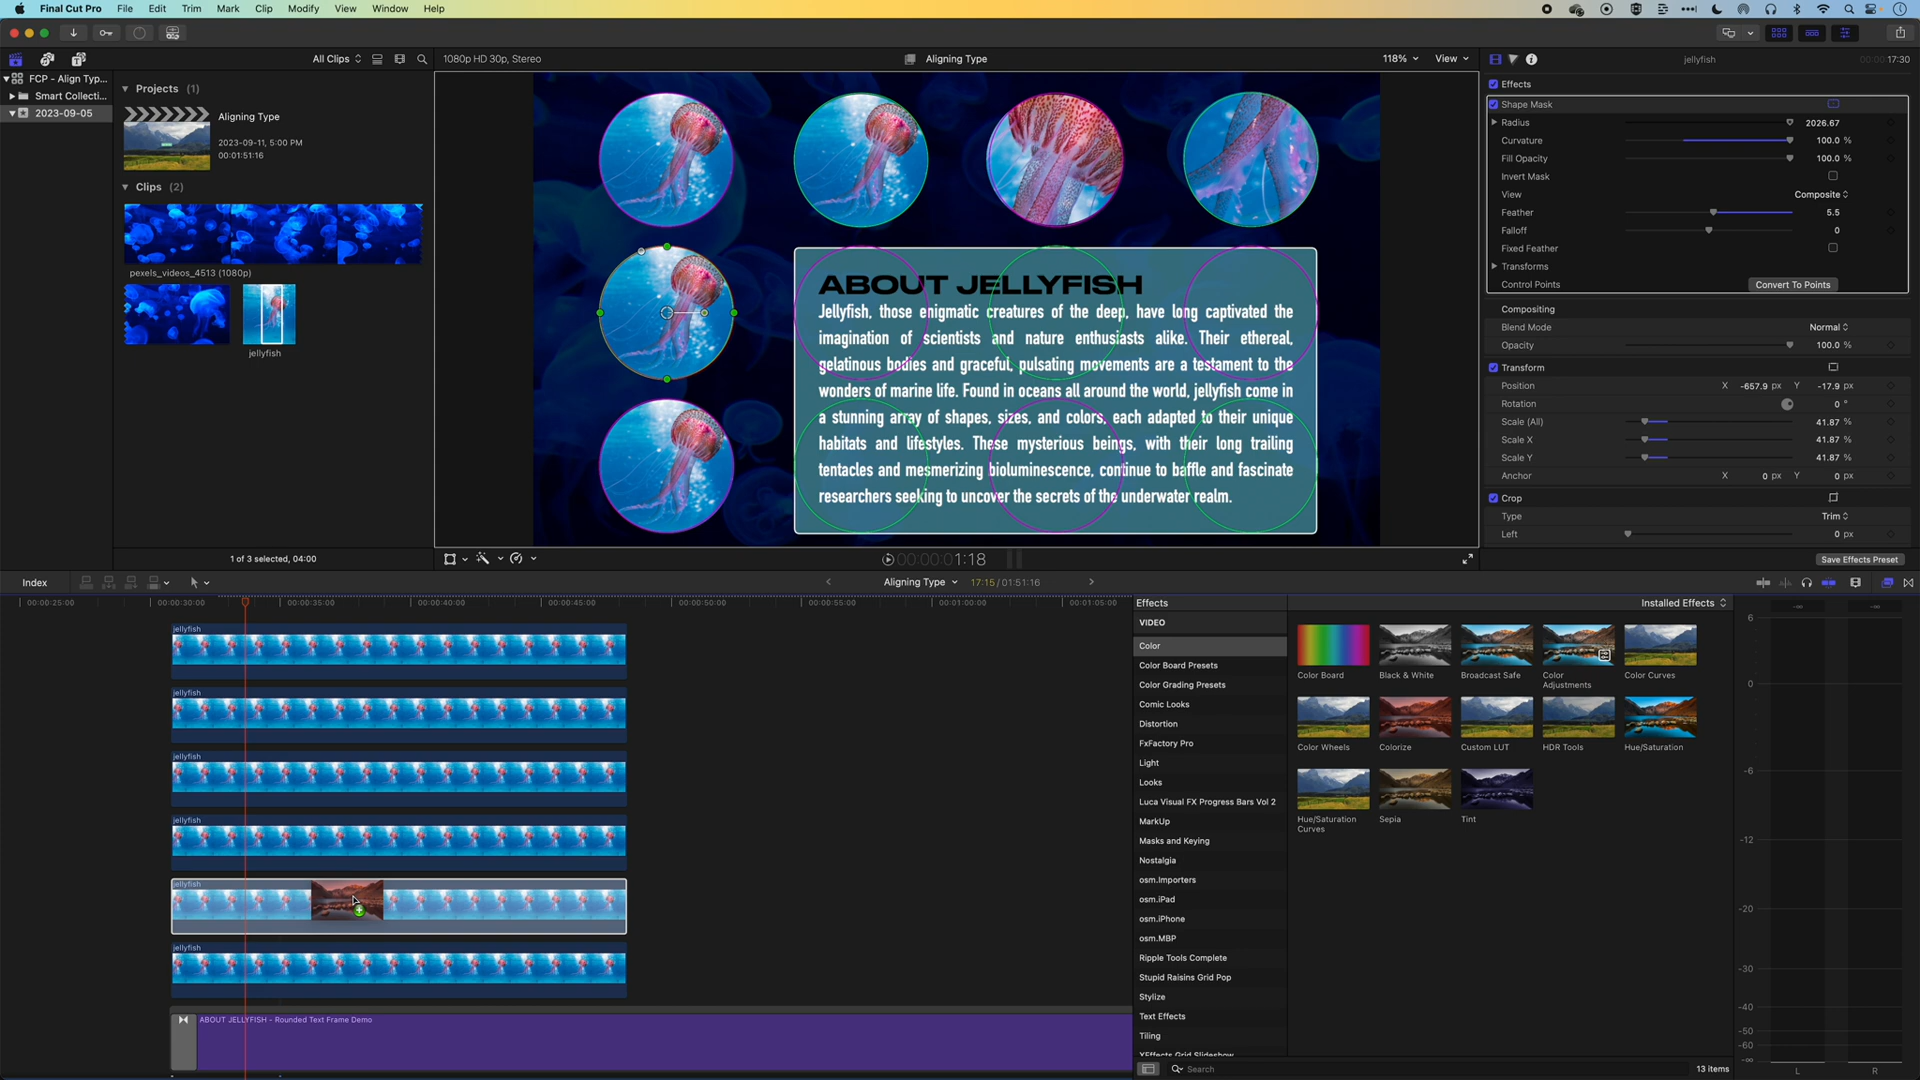 Final Cut Pro File Edit Trim Mark Clip Modify View Window Help
All Clips
1080p HD 30p, Stereo
Aligning Type
118%
View
jellyfish
00:00:17:30
FCP - Align Typ...
Smart Collecti...
2023-09-05
Projects (1)
Aligning Type
2023-09-11, 5:00 PM
00:01:51:16
Clips (2)
pexels_videos_4513 (1080p)
jellyfish
1 of 3 selected, 04:00
ABOUT JELLYFISH
Jellyfish, those enigmatic creatures of the deep, have long captivated the
imagination of scientists and nature enthusiasts alike. Their ethereal,
gelatinous bodies and graceful, pulsating movements are a testament to the
wonders of marine life. Found in oceans all around the world, jellyfish come in
a stunning array of shapes, sizes, and colors, each adapted to their unique
habitats and lifestyles. These mysterious beings, with their long trailing
tentacles and mesmerizing bioluminescence, continue to baffle and fascinate
researchers seeking to uncover the secrets of the underwater realm.
00:00:01:18
Effects
Shape Mask
Radius 2026.67
Curvature 100.0 %
Fill Opacity 100.0 %
Invert Mask
View Composite
Feather 5.5
Falloff 0
Fixed Feather
Transforms
Control Points Convert To Points
Compositing
Blend Mode Normal
Opacity 100.0 %
Transform
Position X -657.9 px Y -17.9 px
Rotation 0 °
Scale (All) 41.87 %
Scale X 41.87 %
Scale Y 41.87 %
Anchor X 0 px Y 0 px
Crop
Type Trim
Left 0 px
Save Effects Preset
Index
Aligning Type
17:15 / 01:51:16
00:00:25:00 00:00:30:00 00:00:35:00 00:00:40:00 00:00:45:00 00:00:50:00 00:00:55:00 00:01:00:00 00:01:05:00
jellyfish
jellyfish
jellyfish
jellyfish
jellyfish
jellyfish
ABOUT JELLYFISH - Rounded Text Frame Demo
Effects
Installed Effects
VIDEO
Color
Color Board Presets
Color Grading Presets
Comic Looks
Distortion
FxFactory Pro
Light
Looks
Luca Visual FX Progress Bars Vol 2
MarkUp
Masks and Keying
Nostalgia
osm.Importers
osm.iPad
osm.iPhone
osm.MBP
Ripple Tools Complete
Stupid Raisins Grid Pop
Stylize
Text Effects
Tiling
XEffects Grid Slideshow
Color Board
Black & White
Broadcast Safe
Color
Adjustments
Color Curves
Color Wheels
Colorize
Custom LUT
HDR Tools
Hue/Saturation
Hue/Saturation
Curves
Sepia
Tint
Search
13 items
-∞ -∞
6
0
-6
-12
-20
-30
-40
-50
-60
-∞
L R